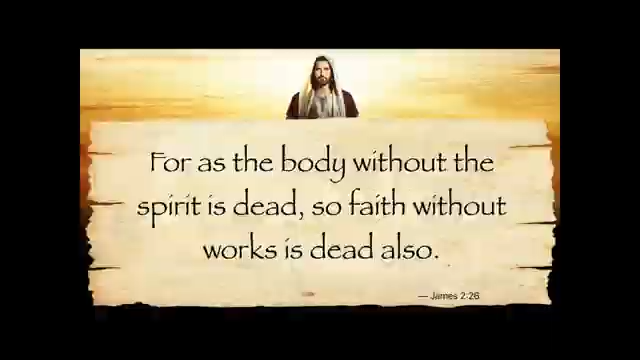 For as the body without the
spirit is dead, so faith without
works is dead also.
— James 2:26